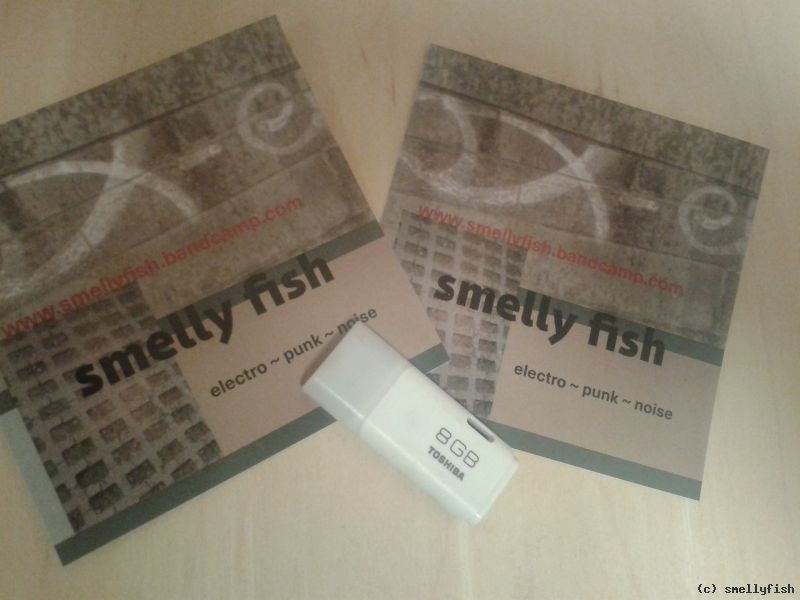 www.smellyfish.bandcamp.com
smelly fish
electro ~ punk ~ noise
www.smellyfish.bandcamp.com
smelly fish
electro ~ punk ~ noise
8GB
TOSHIBA
(c) smellyfish